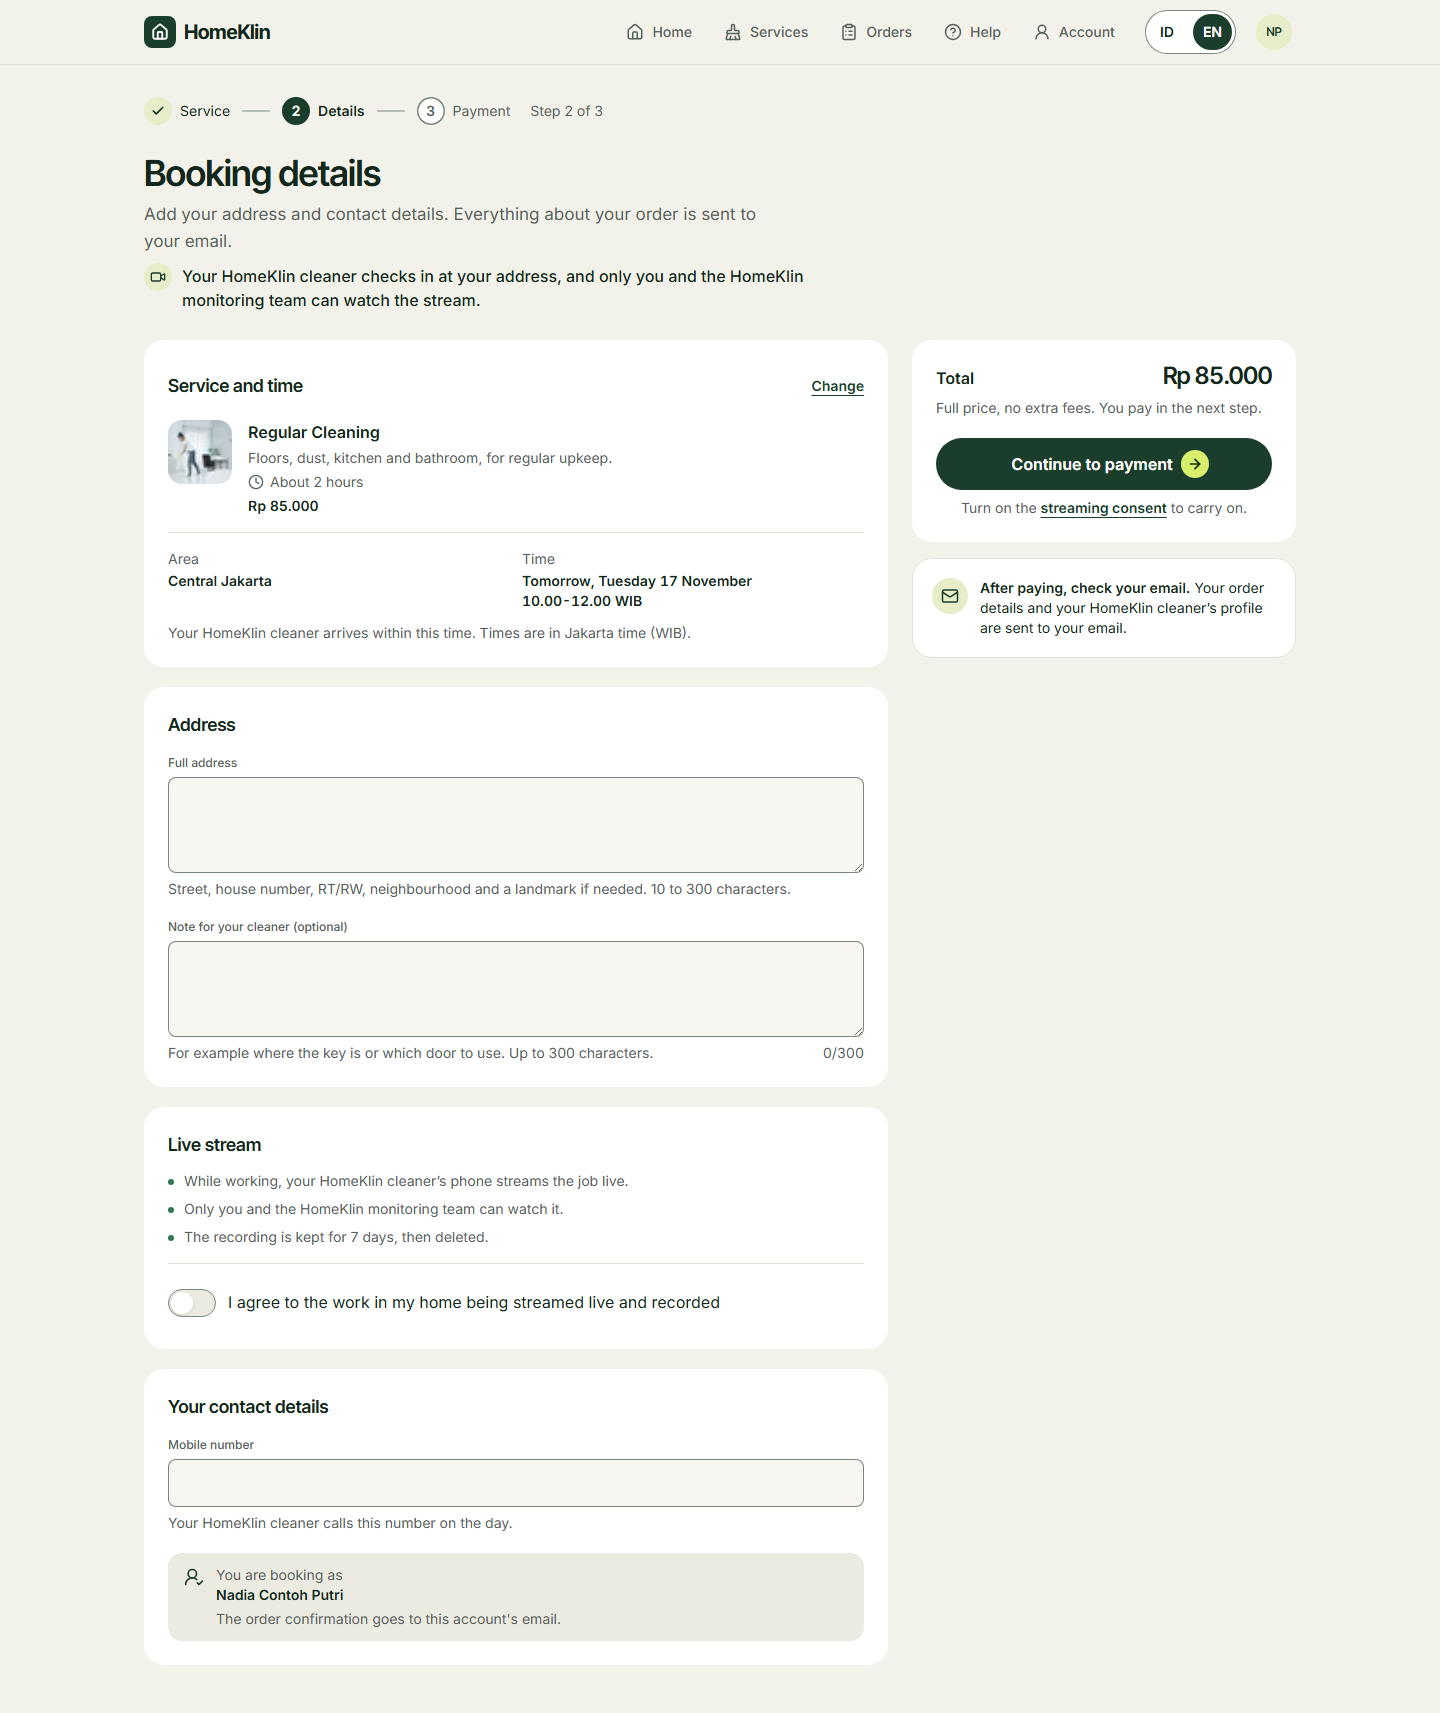 HomeKlin
Home
Services
Orders
Help
Account
ID
EN
NP
Service
2
Details
3
Payment
Step 2 of 3
Booking details
Add your address and contact details. Everything about your order is sent to
your email.
Your HomeKlin cleaner checks in at your address, and only you and the HomeKlin
monitoring team can watch the stream.
Service and time
Change
Regular Cleaning
Floors, dust, kitchen and bathroom, for regular upkeep.
About 2 hours
Rp 85.000
Area
Central Jakarta
Time
Tomorrow, Tuesday 17 November
10.00-12.00 WIB
Your HomeKlin cleaner arrives within this time. Times are in Jakarta time (WIB).
Total
Rp 85.000
Full price, no extra fees. You pay in the next step.
Continue to payment
Turn on the streaming consent to carry on.
After paying, check your email. Your order
details and your HomeKlin cleaner’s profile
are sent to your email.
Address
Full address
Street, house number, RT/RW, neighbourhood and a landmark if needed. 10 to 300 characters.
Note for your cleaner (optional)
For example where the key is or which door to use. Up to 300 characters.
0/300
Live stream
While working, your HomeKlin cleaner’s phone streams the job live.
Only you and the HomeKlin monitoring team can watch it.
The recording is kept for 7 days, then deleted.
I agree to the work in my home being streamed live and recorded
Your contact details
Mobile number
Your HomeKlin cleaner calls this number on the day.
You are booking as
Nadia Contoh Putri
The order confirmation goes to this account's email.